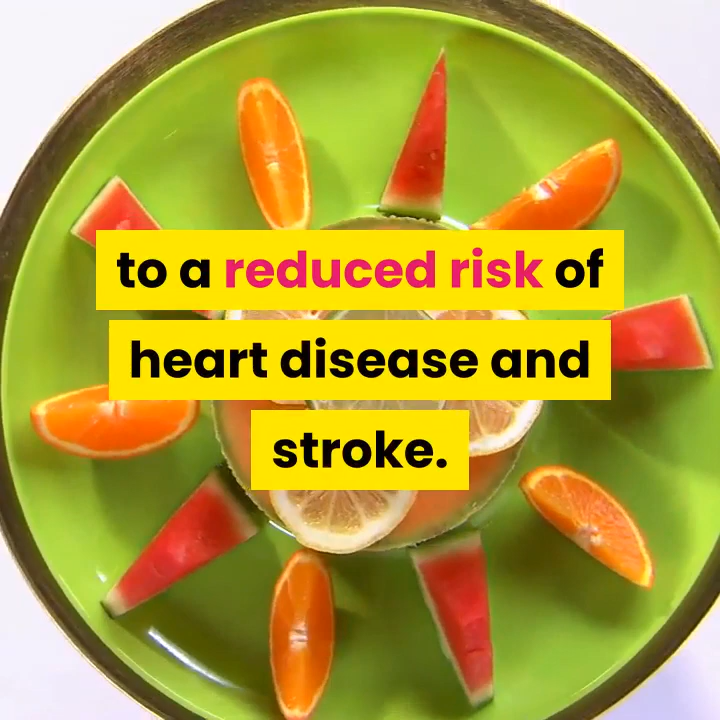 to a reduced risk of
heart disease and
stroke.